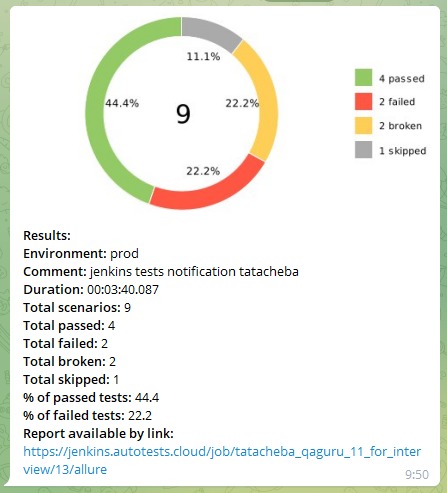 11.1%
44.4%
9
22.2%
22.2%
4 passed
2 failed
2 broken
1 skipped
Results:
Environment: prod
Comment: jenkins tests notification tatacheba
Duration: 00:03:40.087
Total scenarios: 9
Total passed: 4
Total failed: 2
Total broken: 2
Total skipped: 1
% of passed tests: 44.4
% of failed tests: 22.2
Report available by link:
https://jenkins.autotests.cloud/job/tatacheba_qaguru_11_for_inter
view/13/allure
9:50